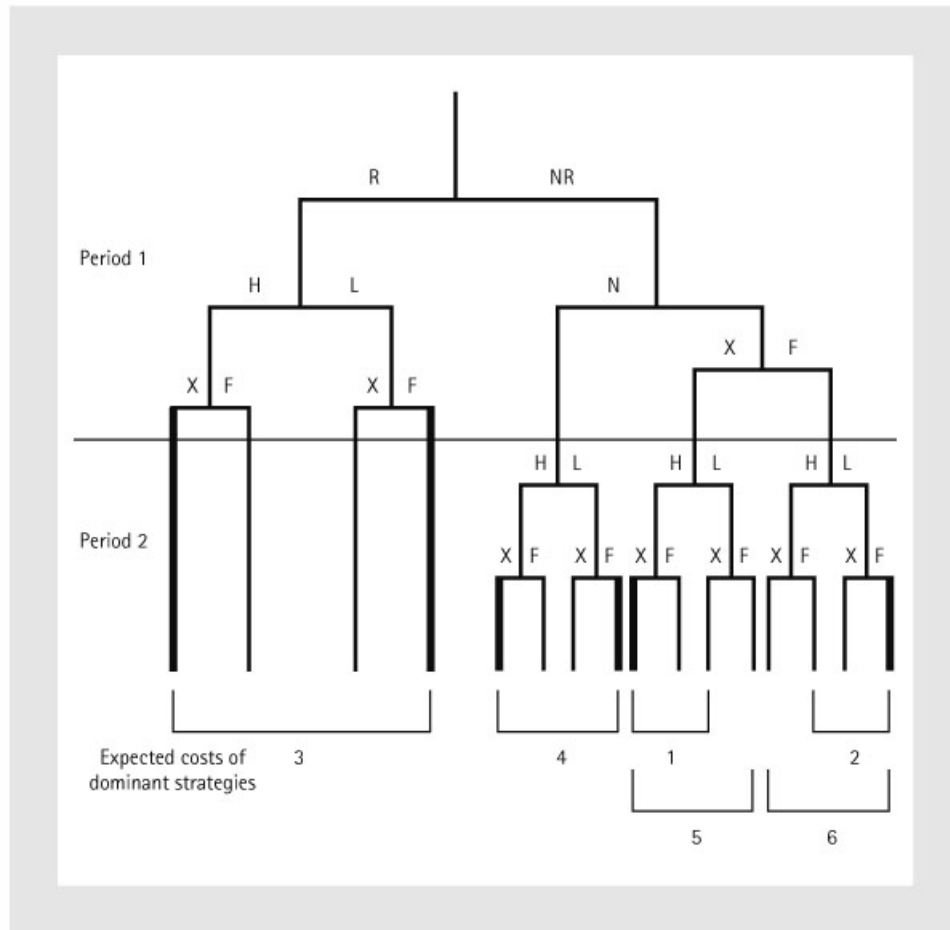 R NR
Period 1
H L N
X F
X F X F
H L H L H L
Period 2
X F X F X F X F X F X F
Expected costs of
dominant strategies
3 4 1 2
5 6